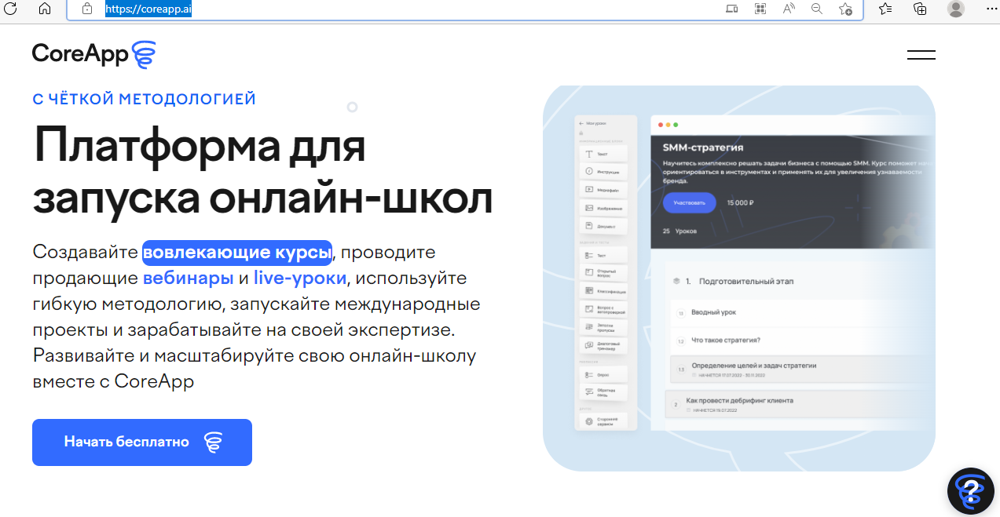 https://coreapp.ai
CoreApp
С ЧЁТКОЙ МЕТОДОЛОГИЕЙ
Платформа для
запуска онлайн-школ
Создавайте вовлекающие курсы, проводите
продающие вебинары и live-уроки, используйте
гибкую методологию, запускайте международные
проекты и зарабатывайте на своей экспертизе.
Развивайте и масштабируйте свою онлайн-школу
вместе с CoreApp
Начать бесплатно
Мои уроки
Текст
Инструкция
Медиафайл
Изображение
Документ
Тест
Открытый
вопрос
Классификация
Вопрос с
автопроверкой
Заполни
пропуски
Диалоговый
тренажер
Опрос
Обратная
связь
Сторонние
сервисы
SMM-стратегия
Научитесь комплексно решать задачи бизнеса с помощью SMM. Курс поможет
ориентироваться в инструментах и применять их для увеличения узнаваемости
бренда.
Участвовать 15 000 ₽
25 Уроков
1. Подготовительный этап
1.1 Вводный урок
1.2 Что такое стратегия?
1.3 Определение целей и задач стратегии
НАЧНЕТСЯ 17.07.2022 - 30.11.2022
2 Как провести дебрифинг клиента
НАЧНЕТСЯ 19.07.2022
?